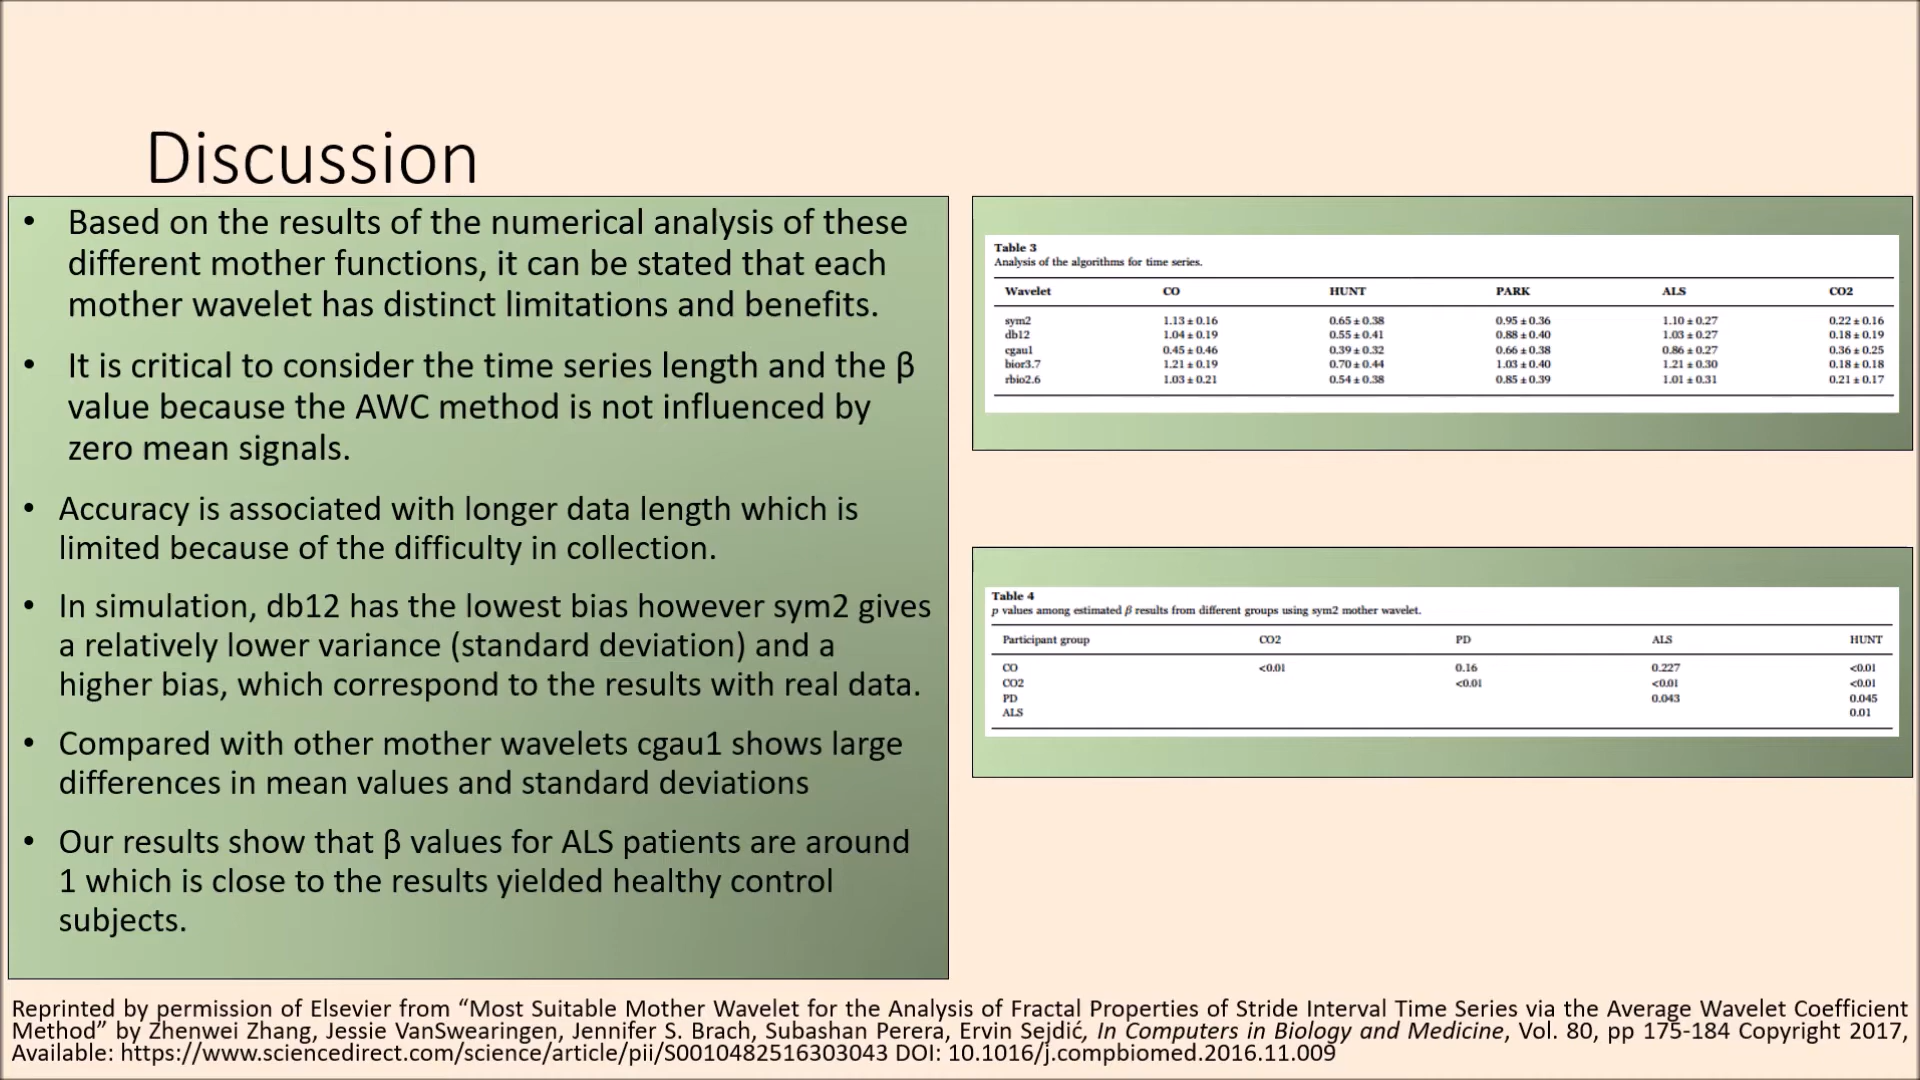 Discussion
• Based on the results of the numerical analysis of these
different mother functions, it can be stated that each
mother wavelet has distinct limitations and benefits.
• It is critical to consider the time series length and the β
value because the AWC method is not influenced by
zero mean signals.
• Accuracy is associated with longer data length which is
limited because of the difficulty in collection.
• In simulation, db12 has the lowest bias however sym2 gives
a relatively lower variance (standard deviation) and a
higher bias, which correspond to the results with real data.
• Compared with other mother wavelets cgau1 shows large
differences in mean values and standard deviations
• Our results show that β values for ALS patients are around
1 which is close to the results yielded healthy control
subjects.
Table 3
Analysis of the algorithms for time series.
Wavelet CO HUNT PARK ALS CO2
sym2 1.13 ± 0.16 0.65 ± 0.38 0.95 ± 0.36 1.10 ± 0.27 0.22 ± 0.16
db12 1.04 ± 0.19 0.55 ± 0.41 0.88 ± 0.40 1.03 ± 0.27 0.18 ± 0.19
cgau1 0.45 ± 0.46 0.39 ± 0.32 0.66 ± 0.38 0.86 ± 0.27 0.36 ± 0.25
bior3.7 1.21 ± 0.19 0.70 ± 0.44 1.03 ± 0.40 1.21 ± 0.30 0.18 ± 0.18
rbio2.6 1.03 ± 0.21 0.54 ± 0.38 0.85 ± 0.39 1.01 ± 0.31 0.21 ± 0.17
Table 4
p values among estimated β results from different groups using sym2 mother wavelet.
Participant group CO2 PD ALS HUNT
CO <0.01 0.16 0.227 <0.01
CO2 <0.01 <0.01 <0.01
PD 0.043 0.045
ALS 0.01
Reprinted by permission of Elsevier from “Most Suitable Mother Wavelet for the Analysis of Fractal Properties of Stride Interval Time Series via the Average Wavelet Coefficient
Method” by Zhenwei Zhang, Jessie VanSwearingen, Jennifer S. Brach, Subashan Perera, Ervin Sejdić, In Computers in Biology and Medicine, Vol. 80, pp 175-184 Copyright 2017,
Available: https://www.sciencedirect.com/science/article/pii/S0010482516303043 DOI: 10.1016/j.compbiomed.2016.11.009